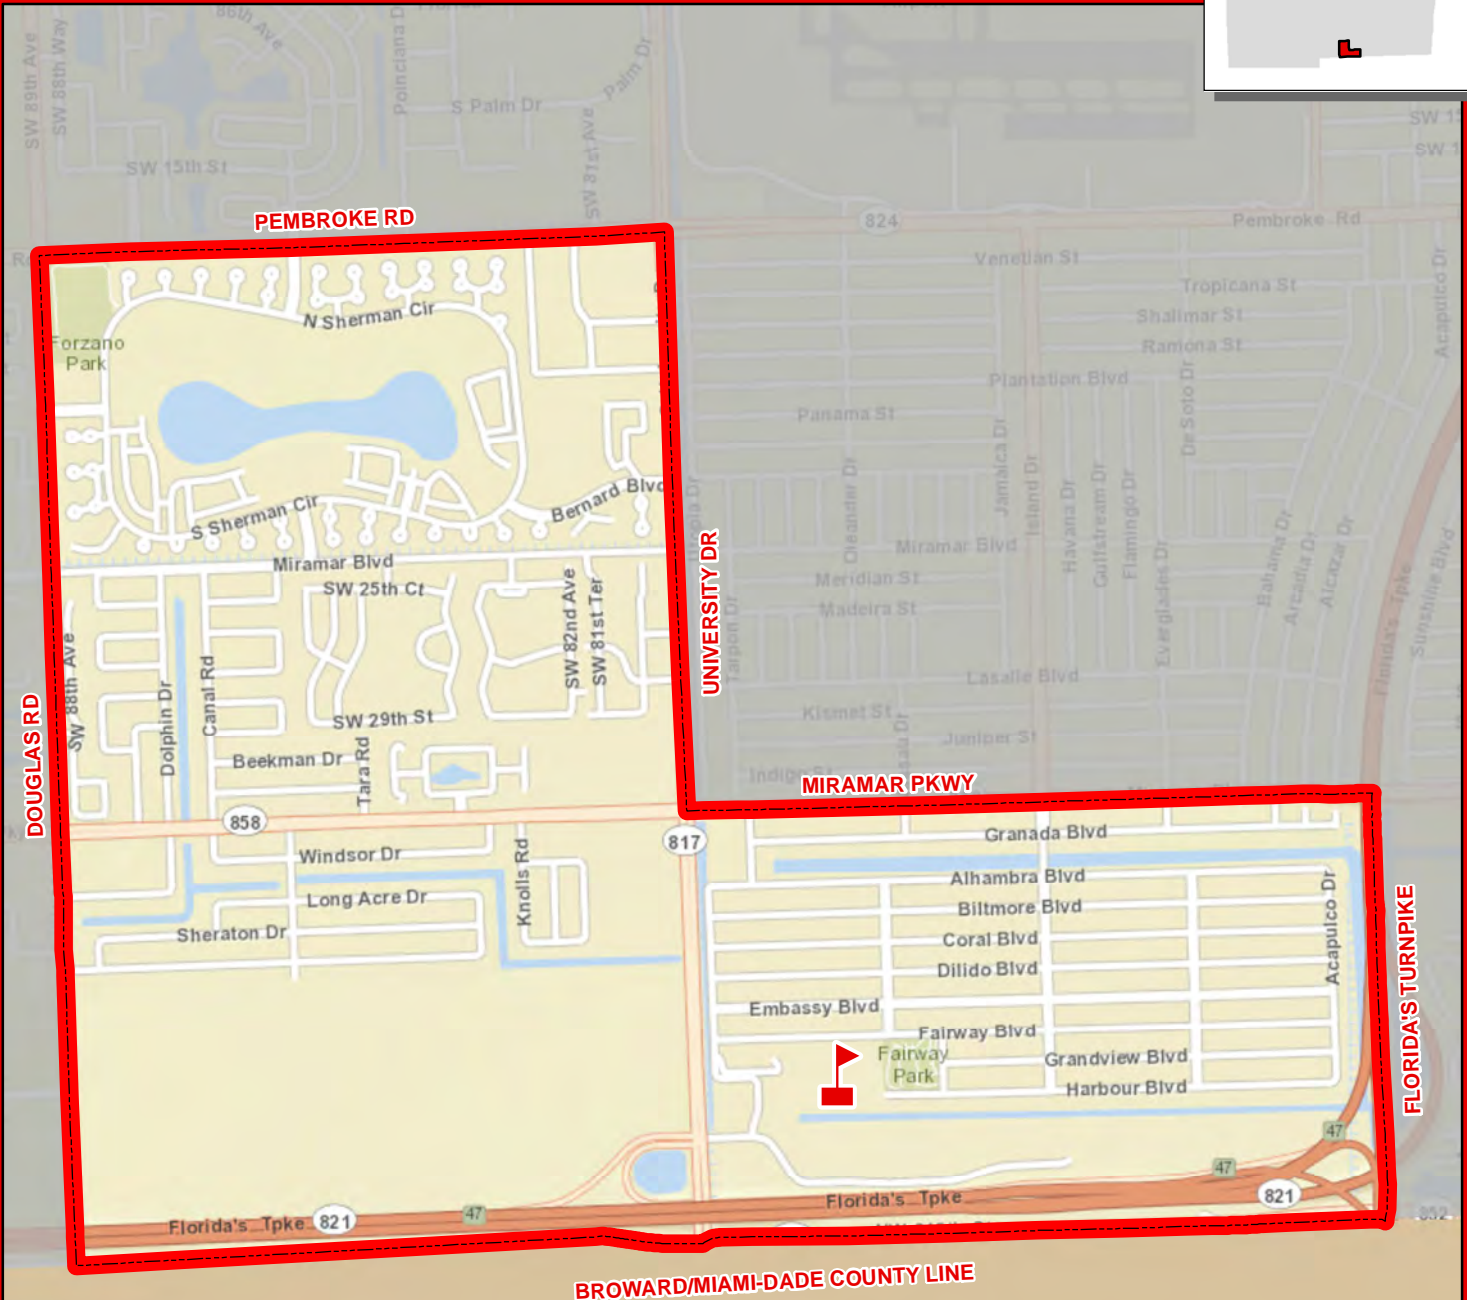 86th Ave
SW 89th Ave
SW 88th Way
Poinciana D
S Palm Dr
Palm Dr
SW 81st Ave
SW 15th St
SW 15
SW 1
PEMBROKE RD
824
Pembroke Rd
Venetian St
Tropicana St
Shalimar St
Ramona St
Acapulco Dr
N Sherman Cir
Forzano
Park
Plantation Blvd
Panama St
De Soto Dr
Jamaica Dr
Island Dr
Oleander Dr
Havana Dr
Gulfstream Dr
Flamingo Dr
Utopia Dr
Bernard Blvd
S Sherman Cir
Miramar Blvd
Miramar Blvd
SW 25th Ct
Meridian St
Madeira St
Everglades Dr
Bahama Dr
Arcadia Dr
Alcazar Dr
Florida's Tpke
Sunshine Blvd
UNIVERSITY DR
Tarpon Dr
SW 82nd Ave
SW 81st Ter
SW 88th Ave
Canal Rd
Dolphin Dr
Lasalle Blvd
Kismet St
Juniper St
Indigo St
SW 29th St
Beekman Dr
Tara Rd
DOUGLAS RD
MIRAMAR PKWY
858
817
Granada Blvd
Windsor Dr
Alhambra Blvd
Long Acre Dr
Knolls Rd
Biltmore Blvd
Sheraton Dr
Coral Blvd
Dilido Blvd
Acapulco Dr
FLORIDA'S TURNPIKE
Embassy Blvd
Fairway Blvd
Fairway
Park
Grandview Blvd
Harbour Blvd
47
47
821
Florida's Tpke
47
Florida's Tpke
821
852
BROWARD/MIAMI-DADE COUNTY LINE